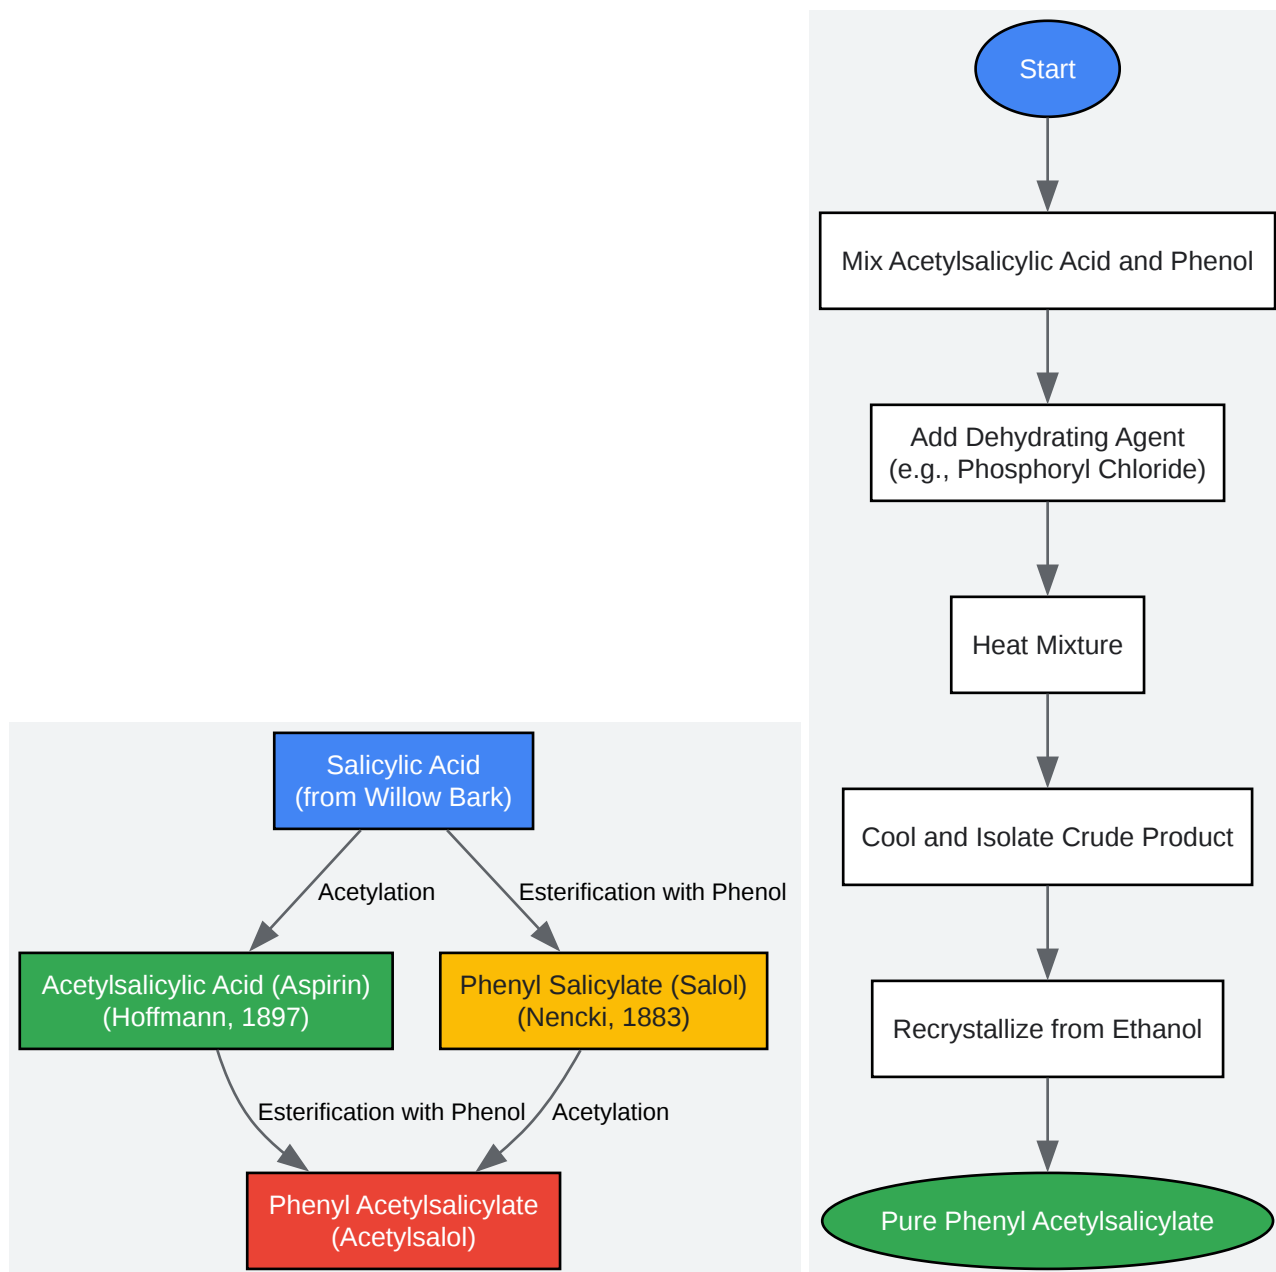 Salicylic Acid
(from Willow Bark)
Acetylation
Esterification with Phenol
Acetylsalicylic Acid (Aspirin)
(Hoffmann, 1897)
Phenyl Salicylate (Salol)
(Nencki, 1883)
Esterification with Phenol
Acetylation
Phenyl Acetylsalicylate
(Acetylsalol)
Start
Mix Acetylsalicylic Acid and Phenol
Add Dehydrating Agent
(e.g., Phosphoryl Chloride)
Heat Mixture
Cool and Isolate Crude Product
Recrystallize from Ethanol
Pure Phenyl Acetylsalicylate